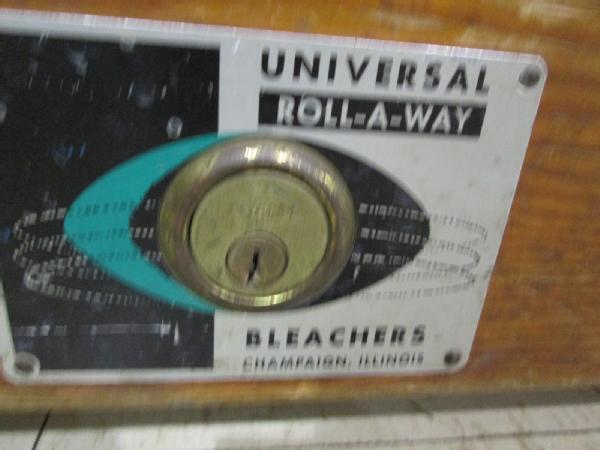 UNIVERSAL
ROLL-A-WAY
BLEACHERS
CHAMPAIGN, ILLINOIS